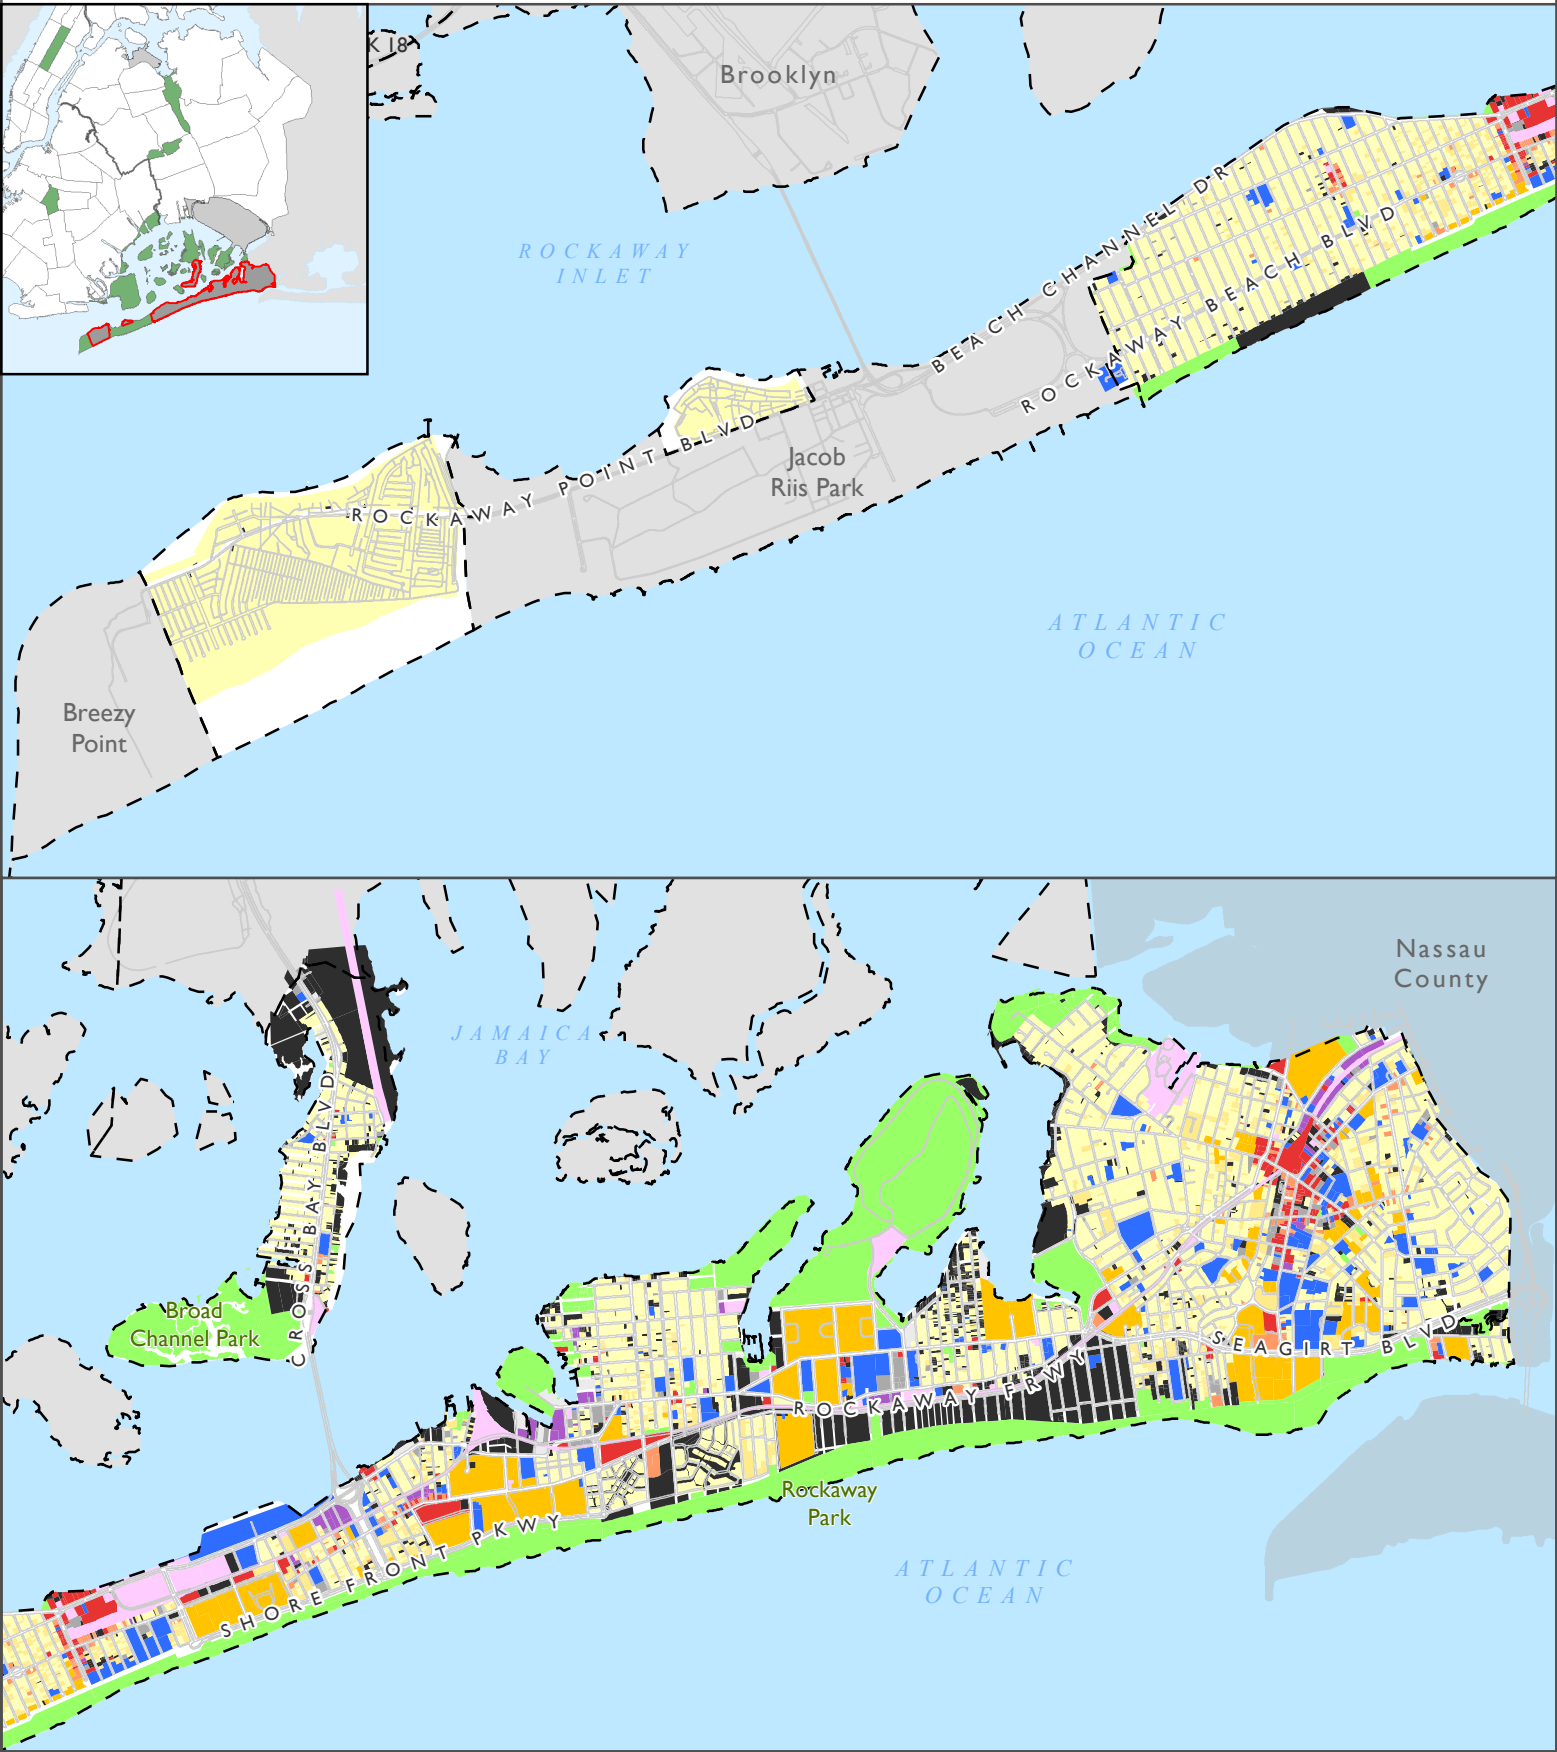 K 18
Brooklyn
ROCKAWAY
INLET
BEACH CHANNEL DR
ROCKAWAY BEACH BLVD
ROCKAWAY POINT BLVD
Jacob
Riis Park
ATLANTIC
OCEAN
Breezy
Point
Nassau
County
JAMAICA
BAY
CROSS BAY BLVD
Broad
Channel Park
SEAGIRT BLVD
ROCKAWAY FRWY
Rockaway
Park
SHORE FRONT PKWY
ATLANTIC
OCEAN